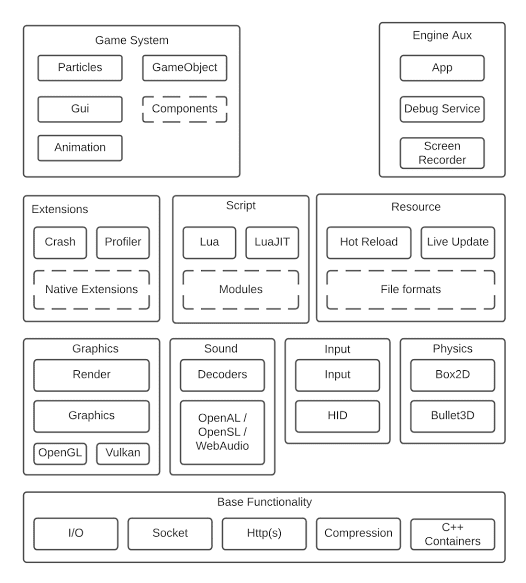 Game System
Particles
GameObject
Gui
Components
Animation
Engine Aux
App
Debug Service
Screen
Recorder
Extensions
Crash
Profiler
Native Extensions
Script
Lua
LuaJIT
Modules
Resource
Hot Reload
Live Update
File formats
Graphics
Render
Graphics
OpenGL
Vulkan
Sound
Decoders
OpenAL /
OpenSL /
WebAudio
Input
Input
HID
Physics
Box2D
Bullet3D
Base Functionality
I/O
Socket
Http(s)
Compression
C++
Containers